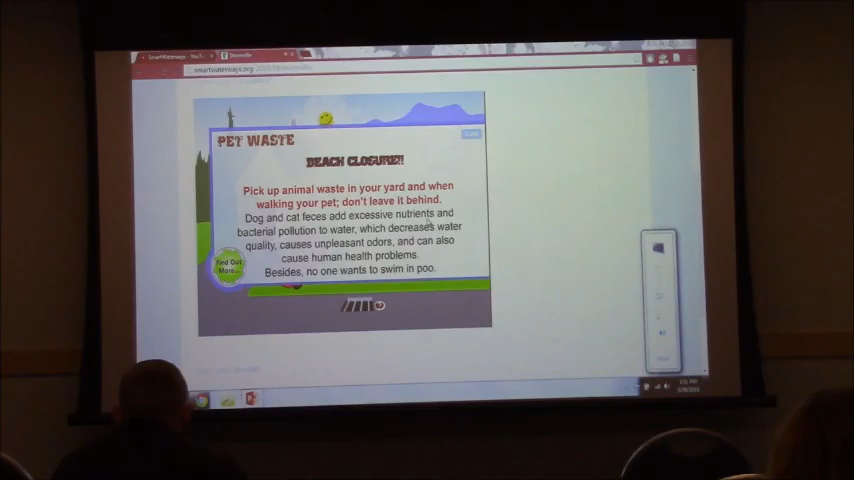 SmartWaterways - YouT
smartwaterways.org
PET WASTE
BEACH CLOSURE!!
Pick up animal waste in your yard and when
walking your pet; don't leave it behind.
Dog and cat feces add excessive nutrients and
bacterial pollution to water, which decreases water
quality, causes unpleasant odors, and can also
cause human health problems.
Besides, no one wants to swim in poo.
Find Out
More...